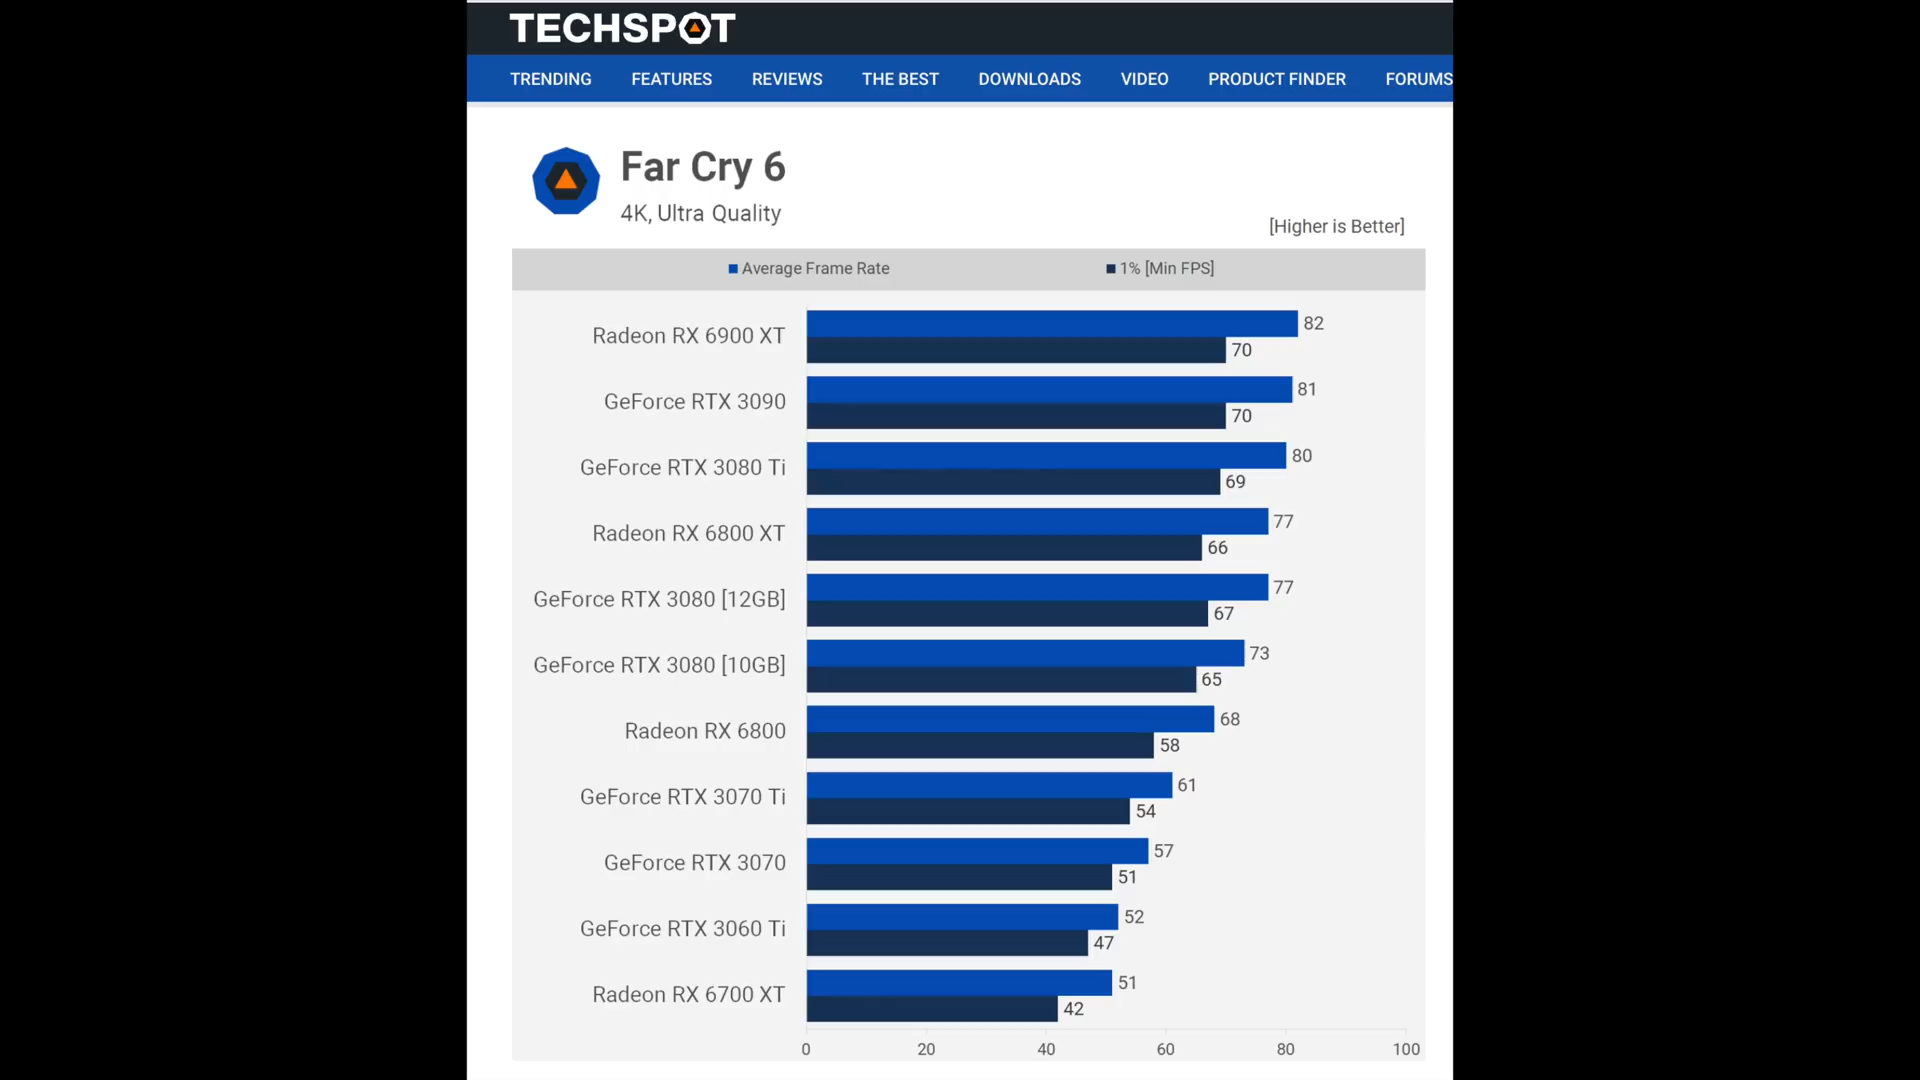 TECHSPOT
TRENDING FEATURES REVIEWS THE BEST DOWNLOADS VIDEO PRODUCT FINDER FORUMS
Far Cry 6
4K, Ultra Quality
[Higher is Better]
Average Frame Rate 1% [Min FPS]
Radeon RX 6900 XT 82 70
GeForce RTX 3090 81 70
GeForce RTX 3080 Ti 80 69
Radeon RX 6800 XT 77 66
GeForce RTX 3080 [12GB] 77 67
GeForce RTX 3080 [10GB] 73 65
Radeon RX 6800 68 58
GeForce RTX 3070 Ti 61 54
GeForce RTX 3070 57 51
GeForce RTX 3060 Ti 52 47
Radeon RX 6700 XT 51 42
0 20 40 60 80 100